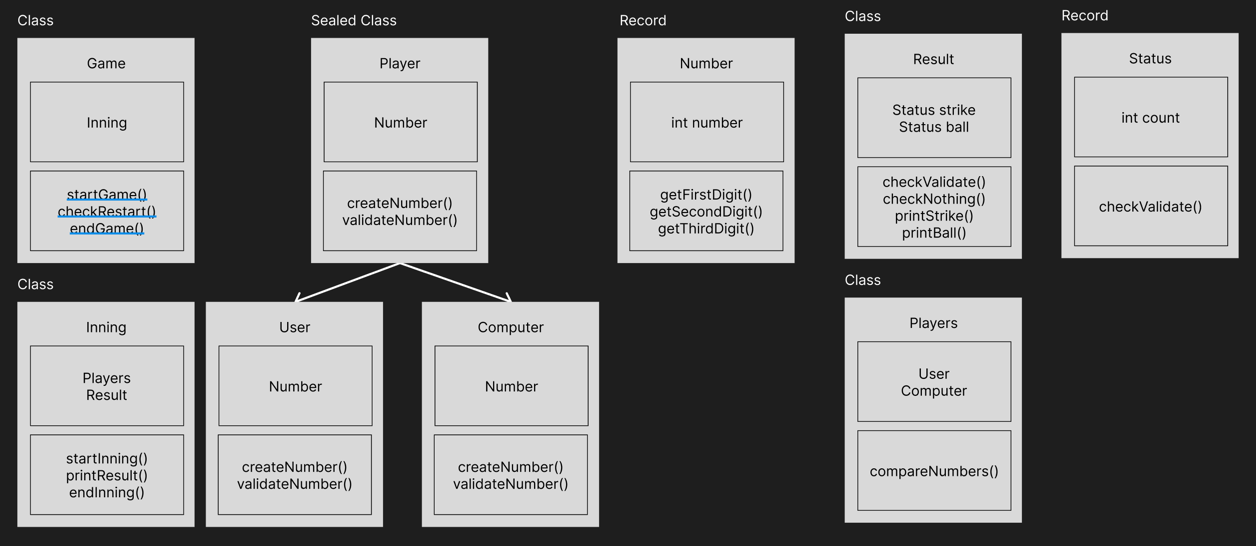 Class
Game
Inning
startGame()
checkRestart()
endGame()
Sealed Class
Player
Number
createNumber()
validateNumber()
Record
Number
int number
getFirstDigit()
getSecondDigit()
getThirdDigit()
Class
Result
Status strike
Status ball
checkValidate()
checkNothing()
printStrike()
printBall()
Record
Status
int count
checkValidate()
Class
Inning
Players
Result
startInning()
printResult()
endInning()
User
Number
createNumber()
validateNumber()
Computer
Number
createNumber()
validateNumber()
Class
Players
User
Computer
compareNumbers()